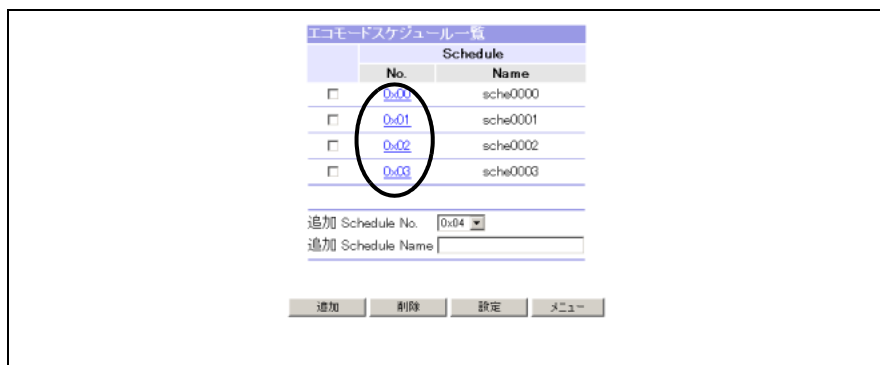 エコモードスケジュール一覧
Schedule
No. Name
0x00 sche0000
0x01 sche0001
0x02 sche0002
0x03 sche0003
追加 Schedule No. 0x04
追加 Schedule Name
追加 削除 設定 メニュー